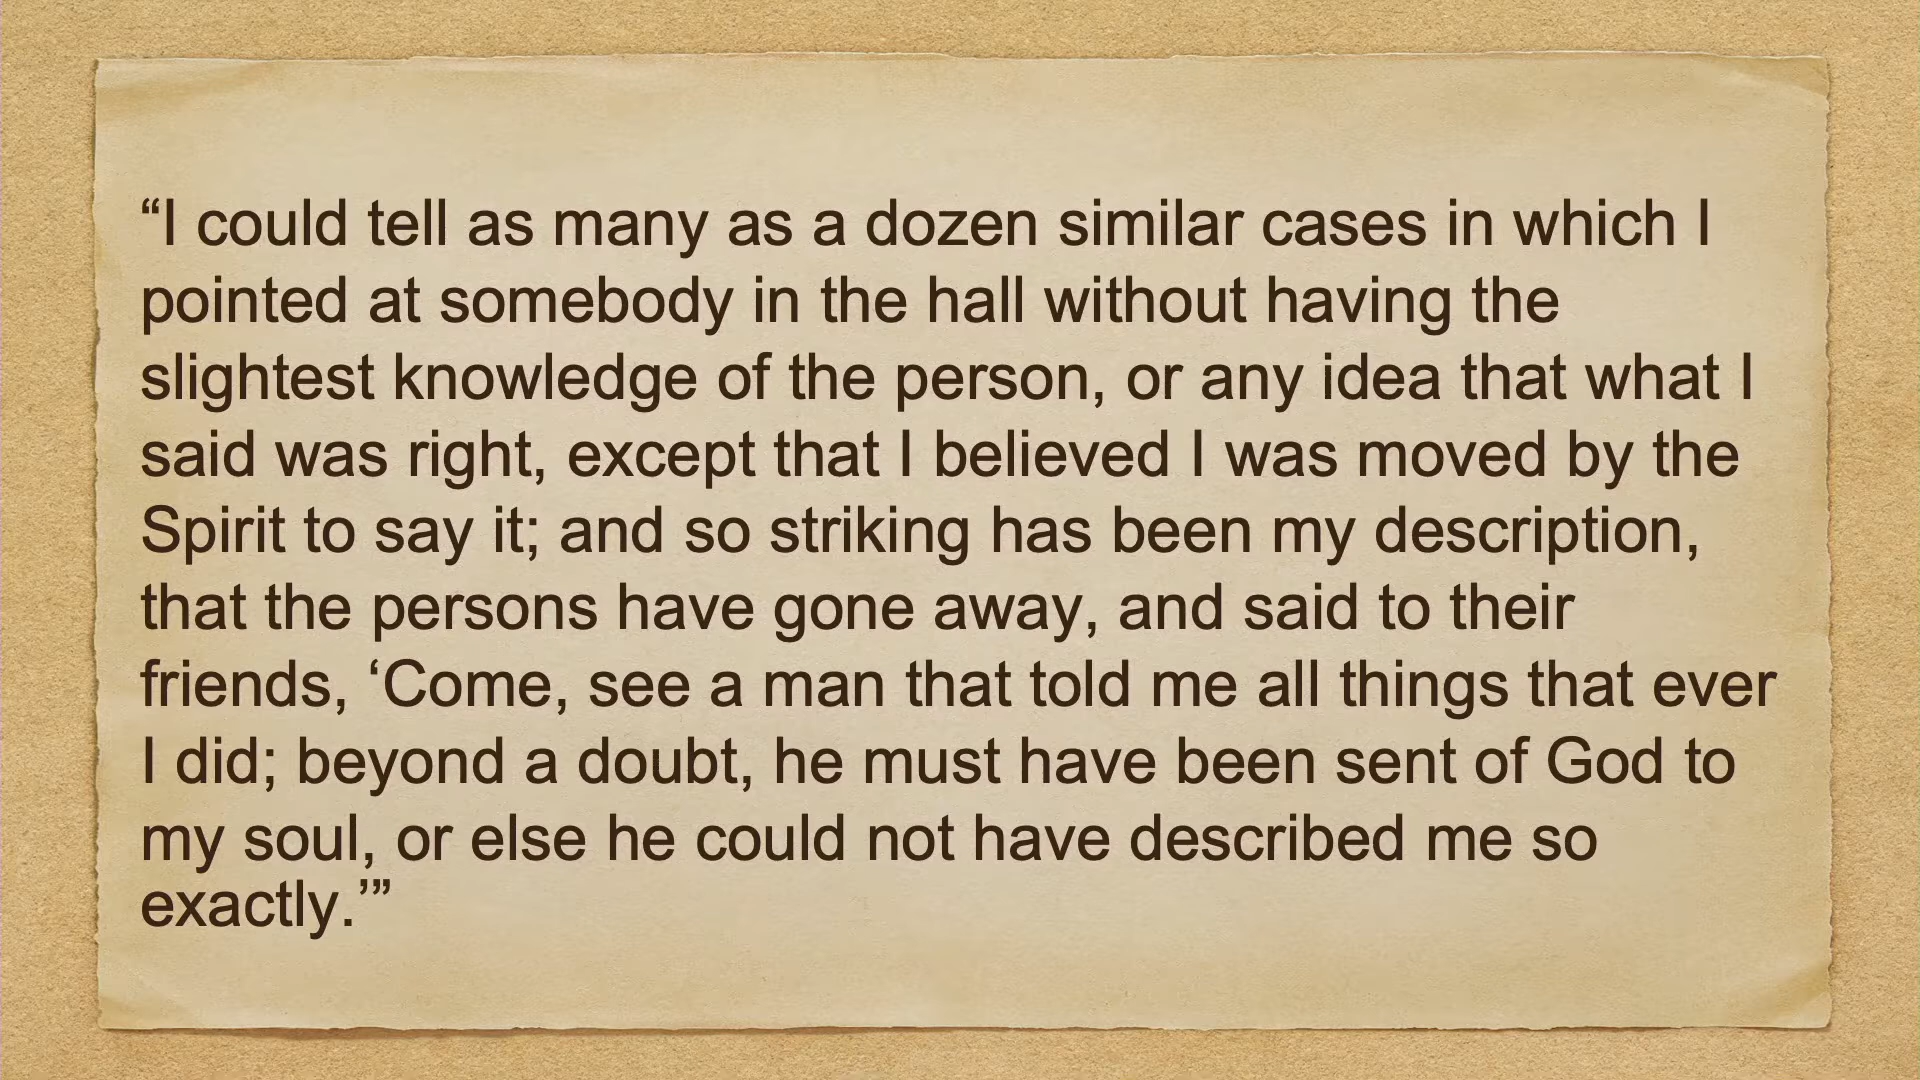 “I could tell as many as a dozen similar cases in which I
pointed at somebody in the hall without having the
slightest knowledge of the person, or any idea that what I
said was right, except that I believed I was moved by the
Spirit to say it; and so striking has been my description,
that the persons have gone away, and said to their
friends, ‘Come, see a man that told me all things that ever
I did; beyond a doubt, he must have been sent of God to
my soul, or else he could not have described me so
exactly.’”